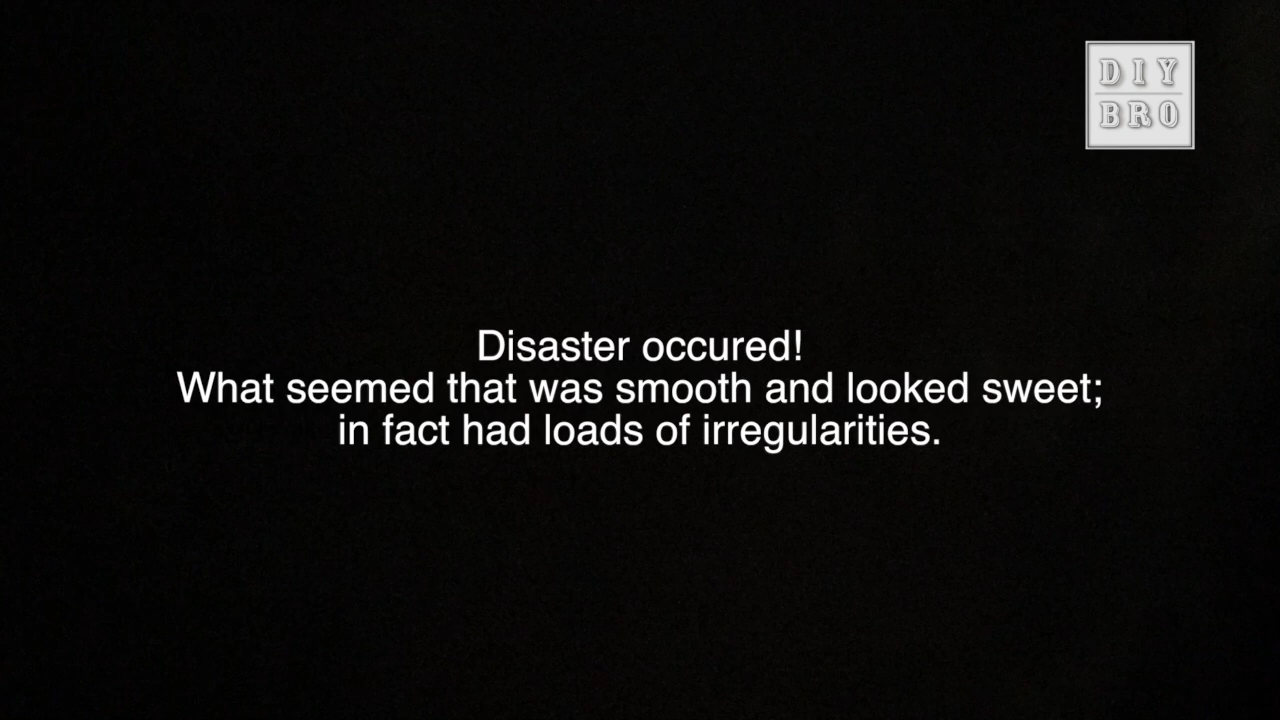 DIY
BRO
Disaster occured!
What seemed that was smooth and looked sweet;
in fact had loads of irregularities.